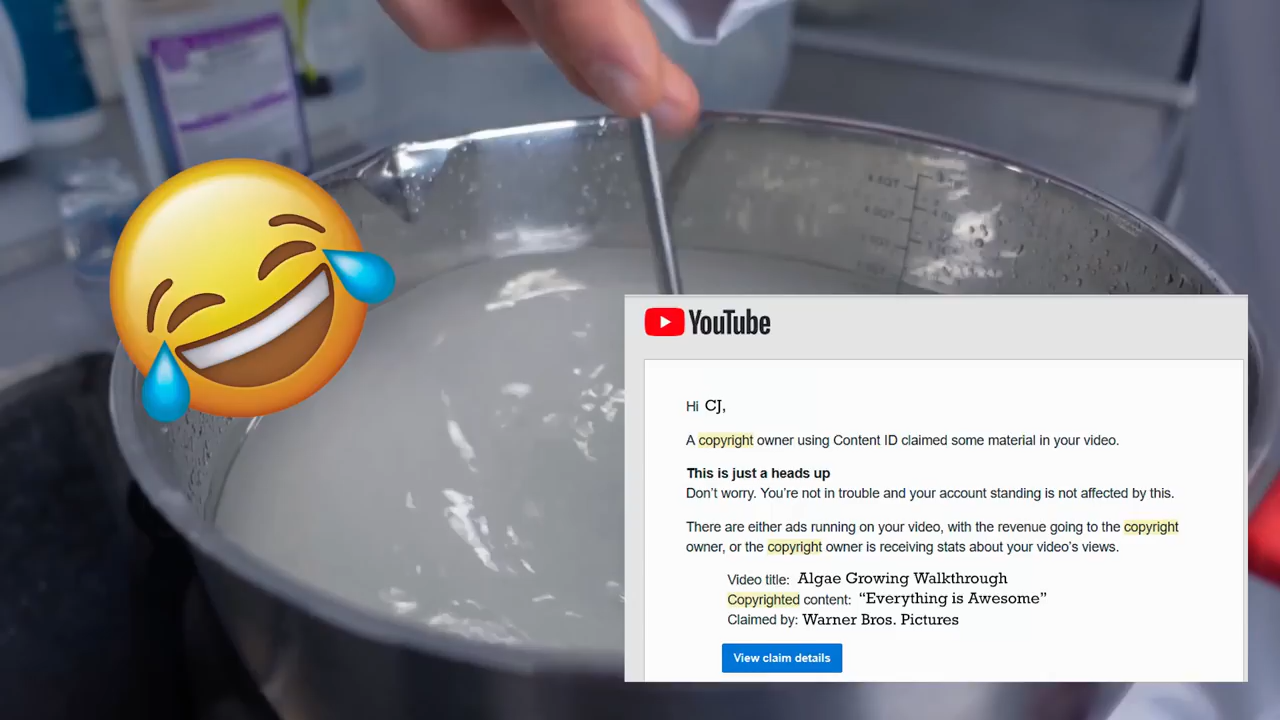 YouTube
Hi CJ,
A copyright owner using Content ID claimed some material in your video.
This is just a heads up
Don’t worry. You’re not in trouble and your account standing is not affected by this.
There are either ads running on your video, with the revenue going to the copyright
owner, or the copyright owner is receiving stats about your video’s views.
Video title: Algae Growing Walkthrough
Copyrighted content: “Everything is Awesome”
Claimed by: Warner Bros. Pictures
View claim details